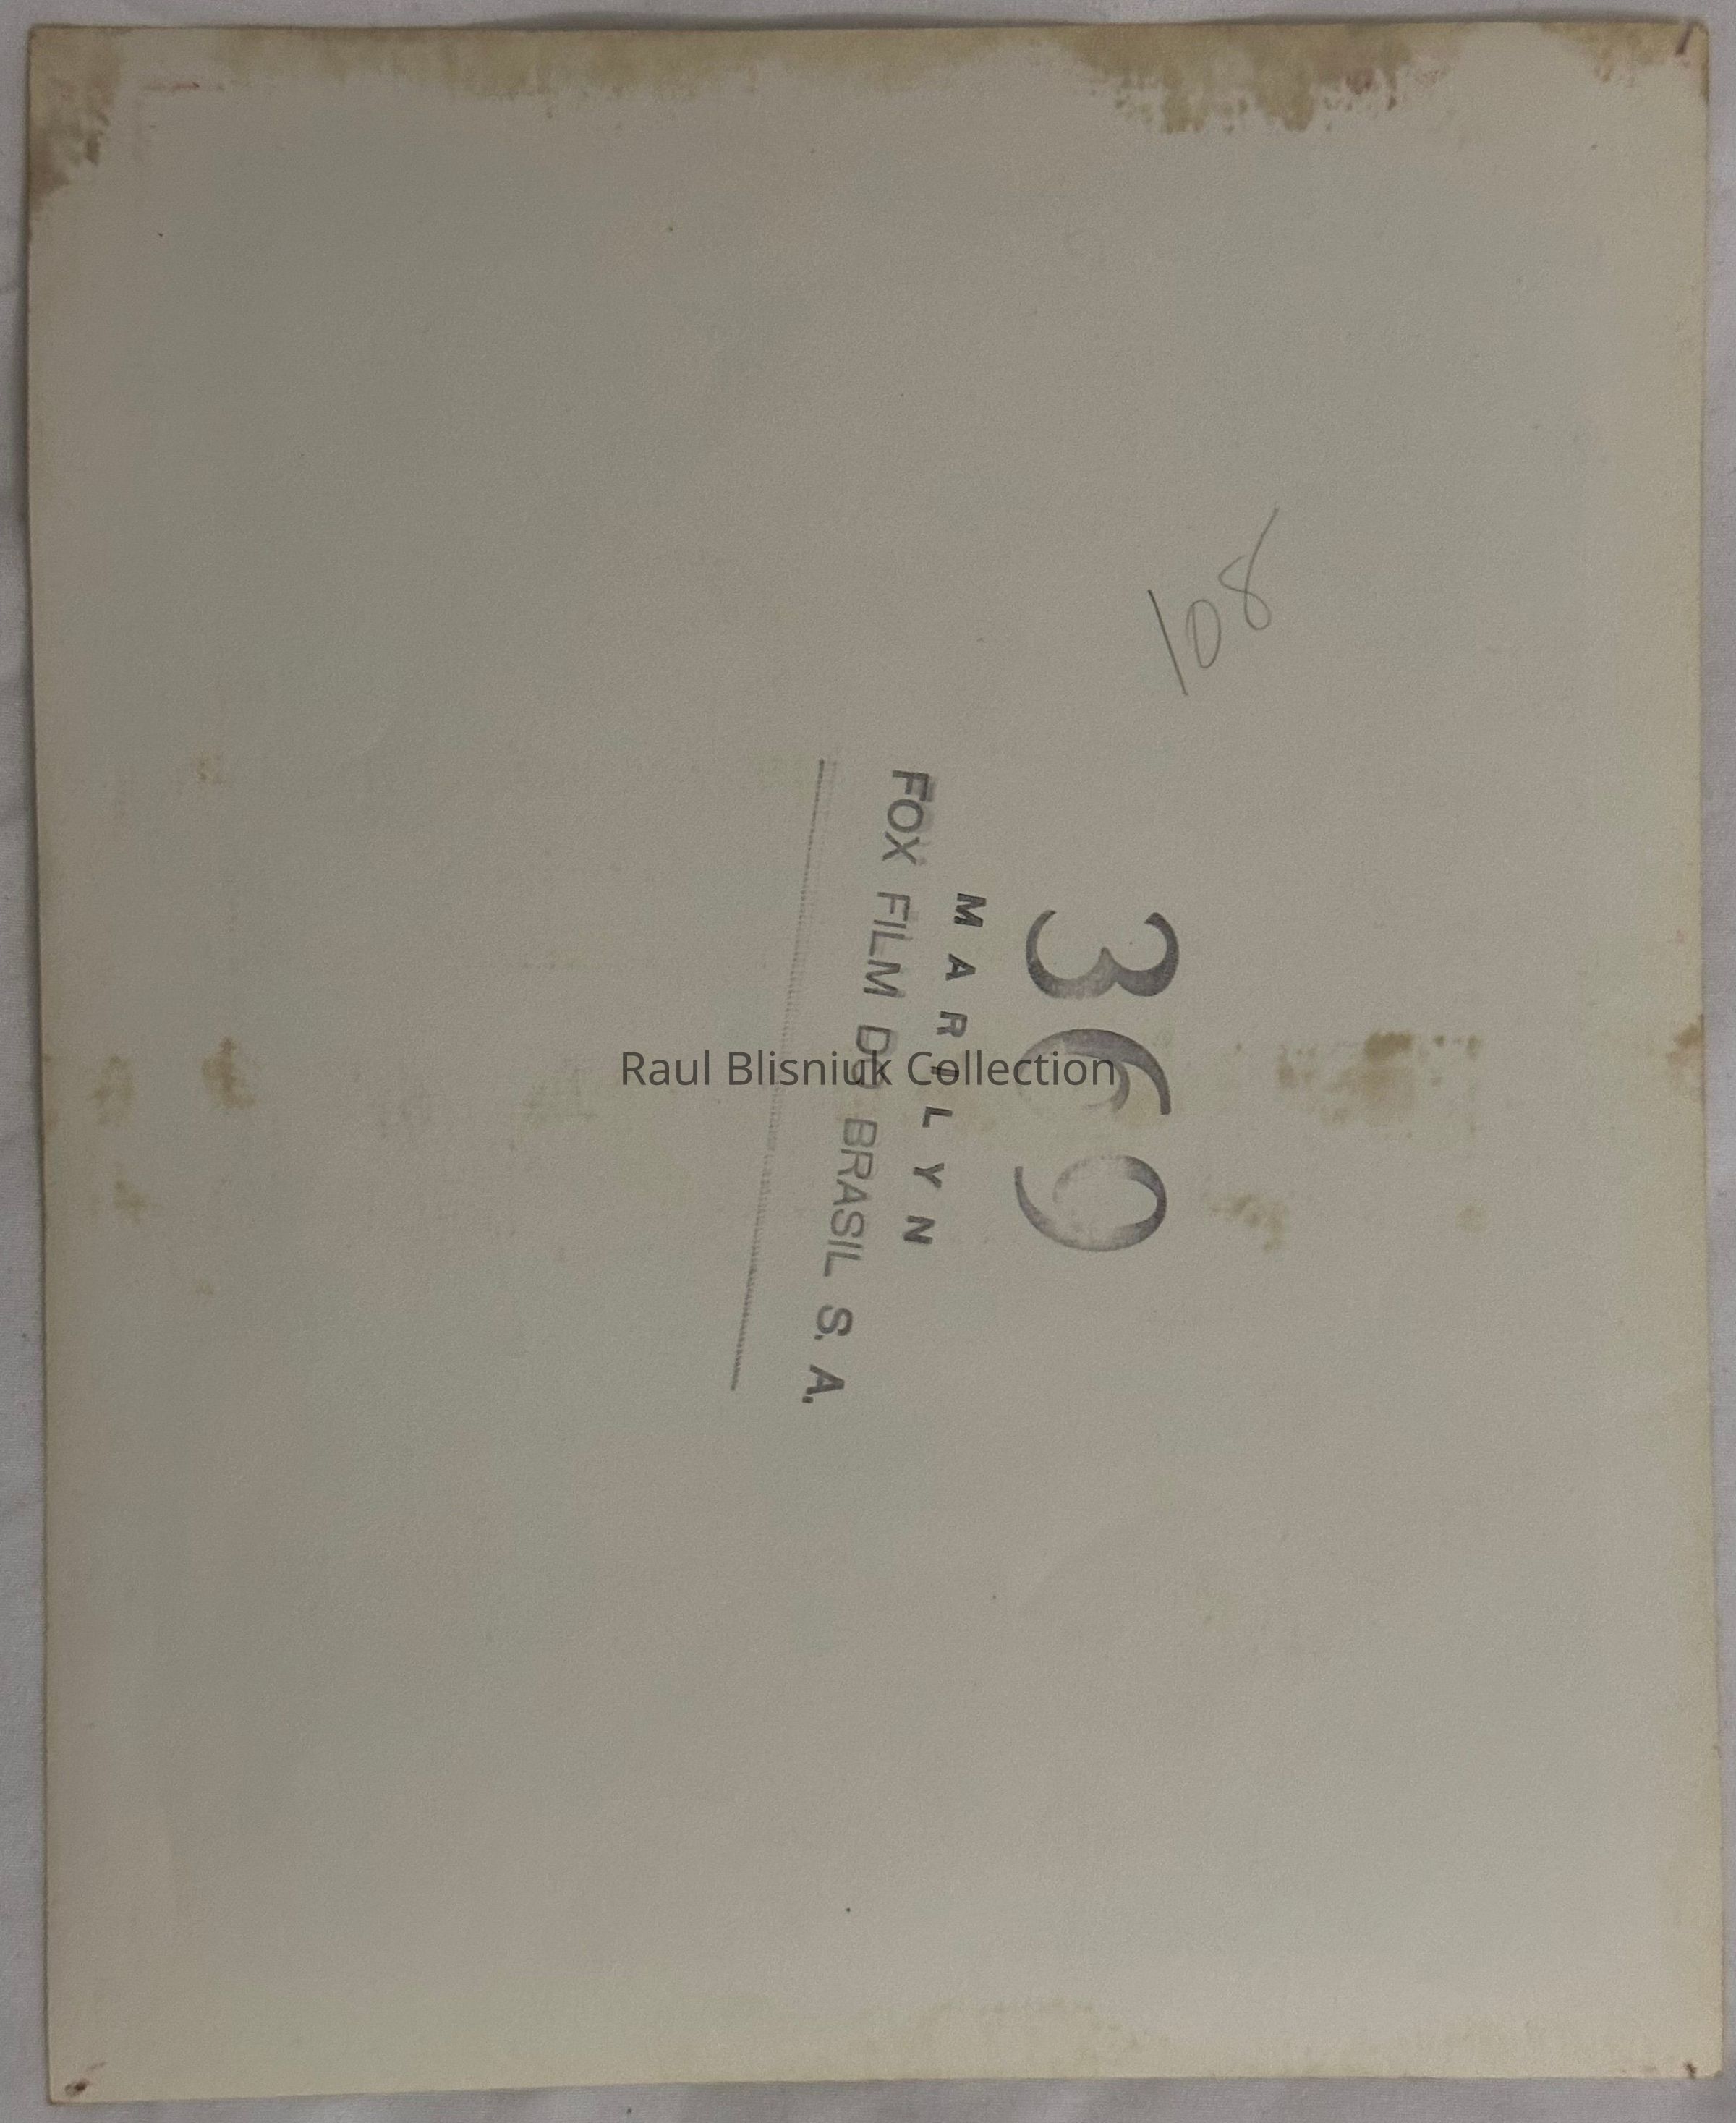 108
369
MARILYN
FOX FILM DO BRASIL S. A.
Raul Blisniuk Collection